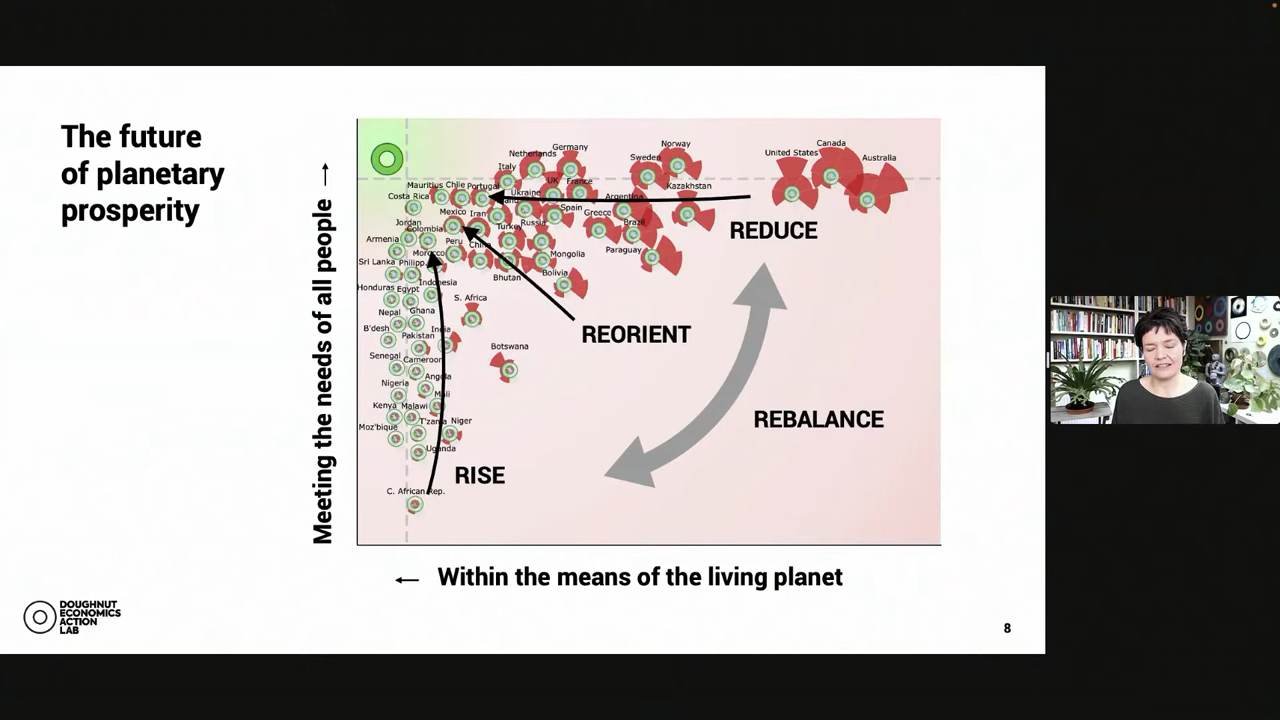 The future
of planetary
prosperity
Meeting the needs of all people →
Norway
Germany
Canada
Netherlands
Sweden
United States
Australia
Italy
UK
France
Kazakhstan
Mauritius
Chile
Portugal
Ukraine
Argentina
Costa Rica
Mexico
Iran
Spain
Greece
Jordan
Colombia
Turkey
Russia
Brazil
REDUCE
Armenia
Peru
China
Morocco
Mongolia
Paraguay
Sri Lanka
Philipp.
Bhutan
Bolivia
Indonesia
Honduras
Egypt
S. Africa
Nepal
Ghana
B'desh
India
Pakistan
REORIENT
Botswana
Senegal
Cameroon
Angola
Nigeria
Mali
Kenya
Malawi
REBALANCE
Moz'bique
T'zania
Niger
Uganda
RISE
C. African Rep.
← Within the means of the living planet
DOUGHNUT
ECONOMICS
ACTION
LAB
8